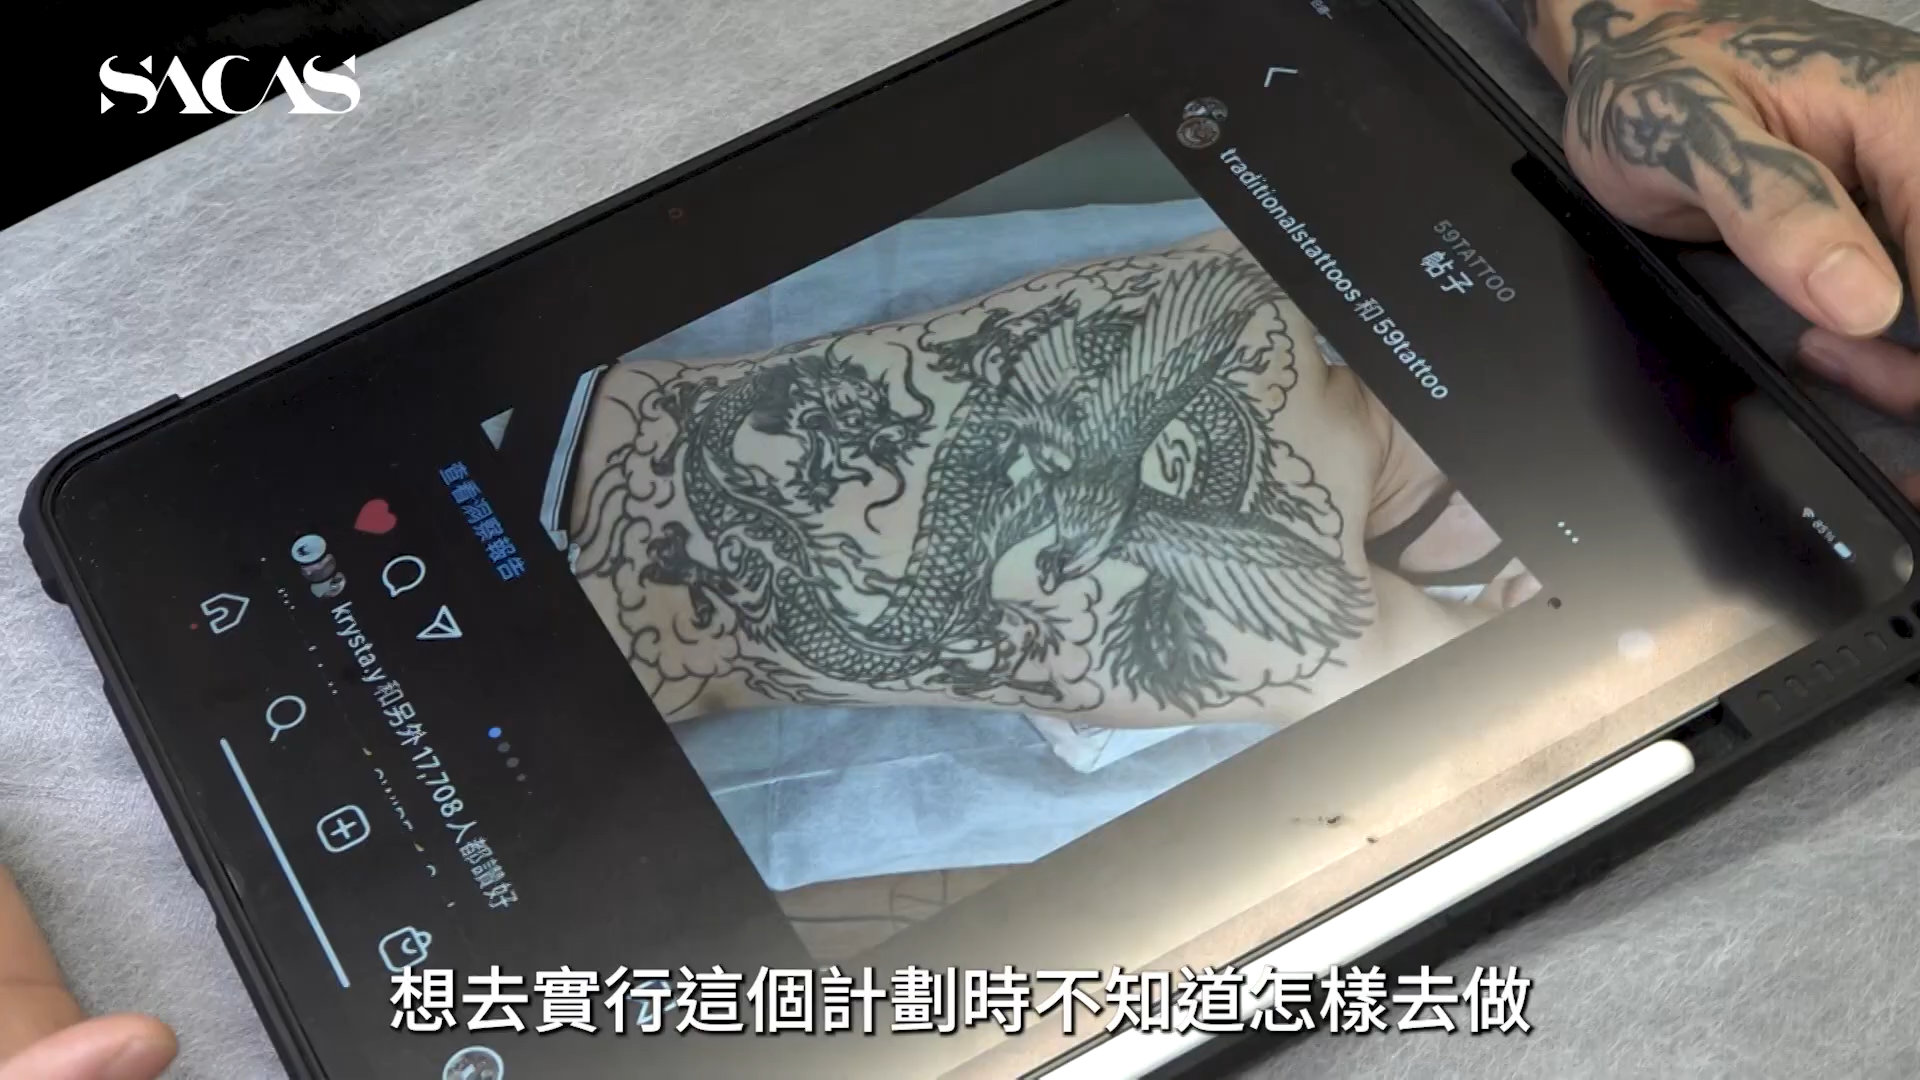 SACAS
59TATTOO
帖子
traditionalstattoos 和 59tattoo
85%
查看洞察報告
krysta.y 和另外 17,708 人都讚好
想去實行這個計劃時不知道怎樣去做